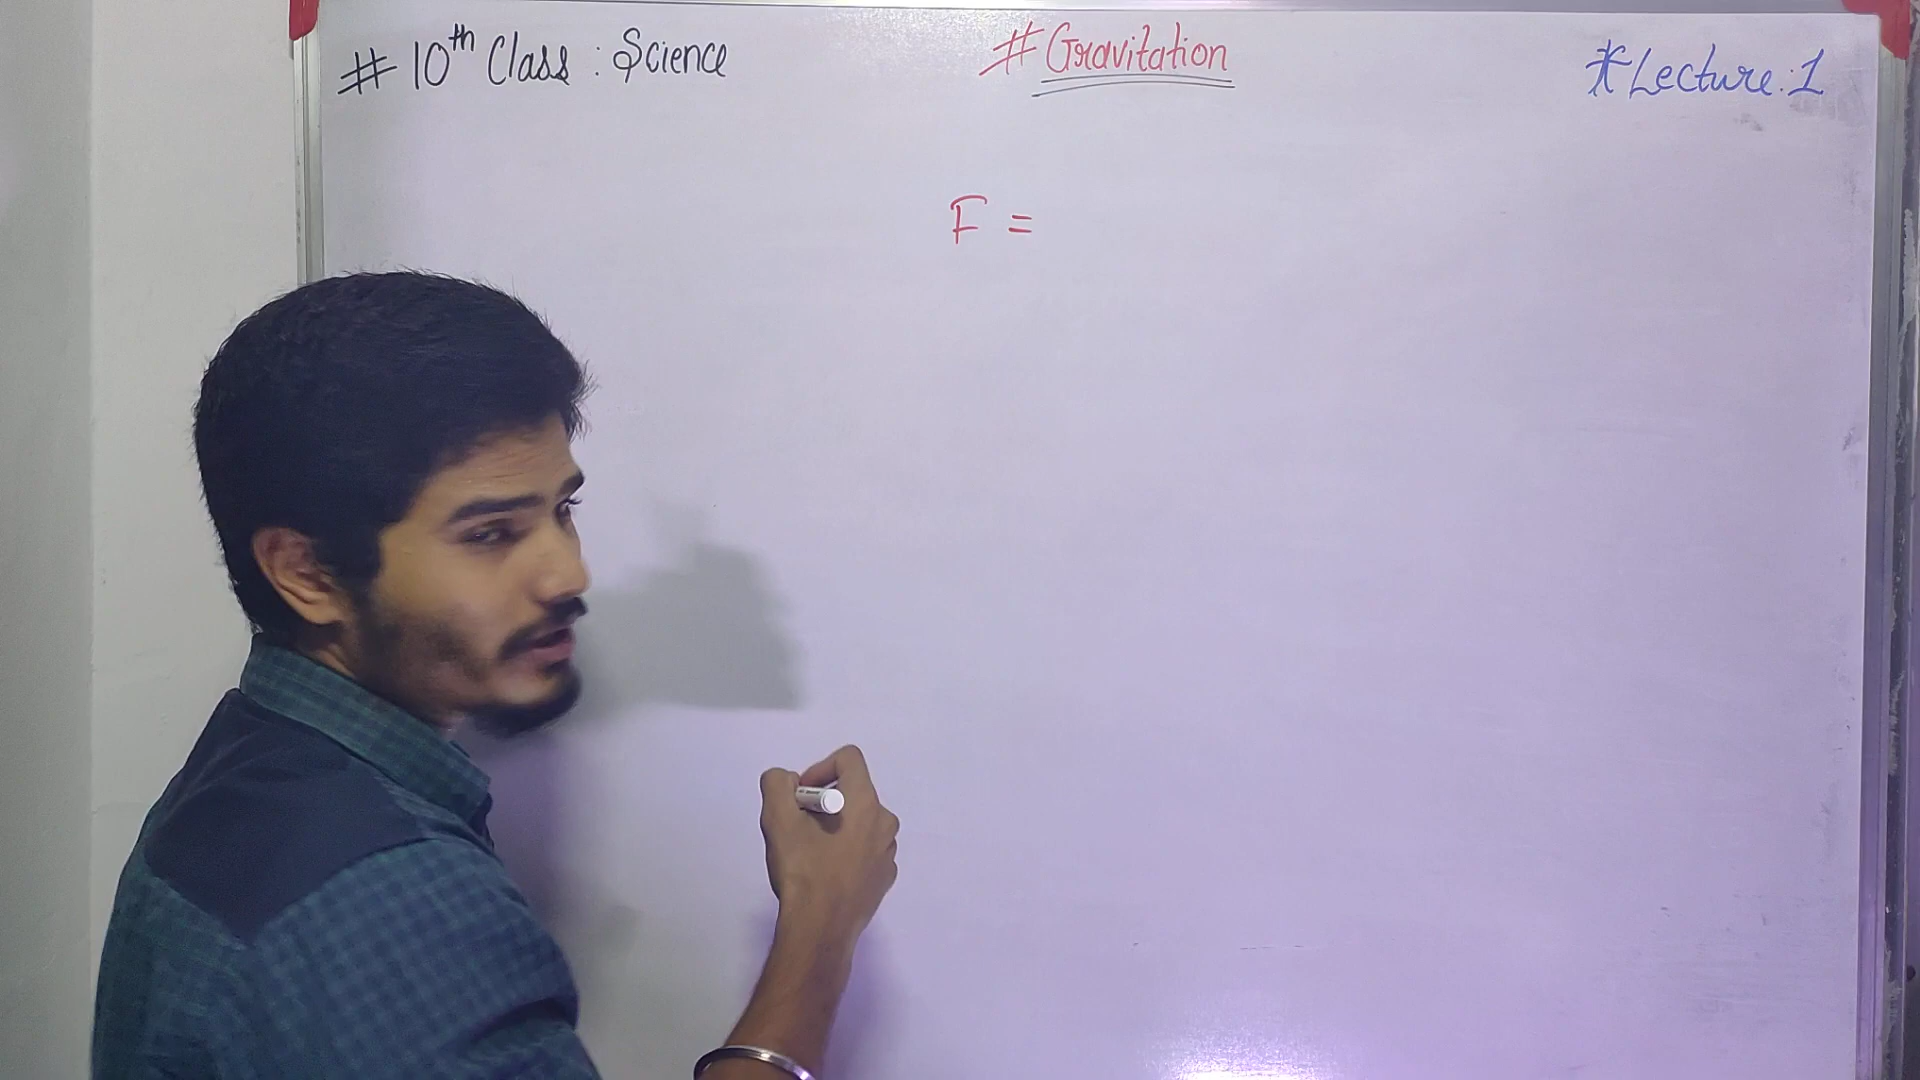 # 10th Class : Science # Gravitation * Lecture : 1
F =